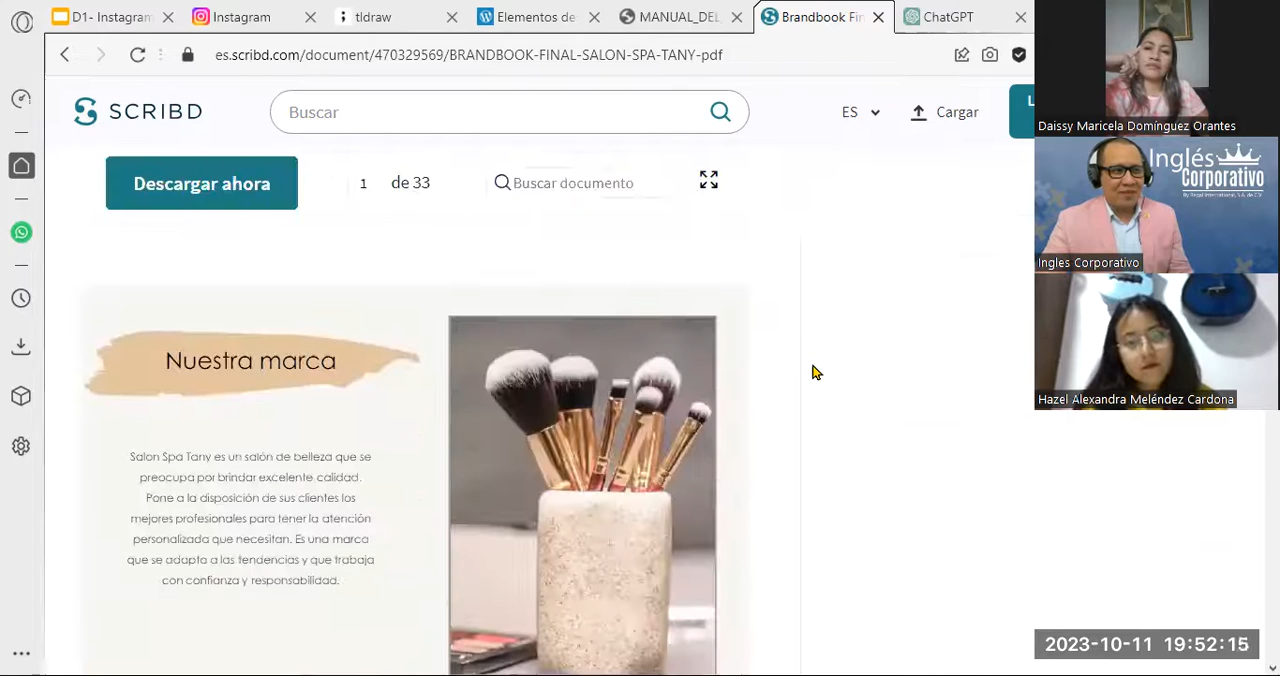 D1- Instagram
Instagram
tldraw
Elementos de
MANUAL_DEL
Brandbook Fin
ChatGPT
es.scribd.com/document/470329569/BRANDBOOK-FINAL-SALON-SPA-TANY-pdf
SCRIBD
Buscar
ES
Cargar
L
Descargar ahora
1 de 33
Buscar documento
Nuestra marca
Salon Spa Tany es un salón de belleza que se
preocupa por brindar excelente calidad.
Pone a la disposición de sus clientes los
mejores profesionales para tener la atención
personalizada que necesitan. Es una marca
que se adapta a las tendencias y que trabaja
con confianza y responsabilidad.
Daissy Maricela Domínguez Orantes
Inglés
Corporativo
By Regal International, S.A. de C.V.
Ingles Corporativo
Hazel Alexandra Meléndez Cardona
2023-10-11 19:52:15